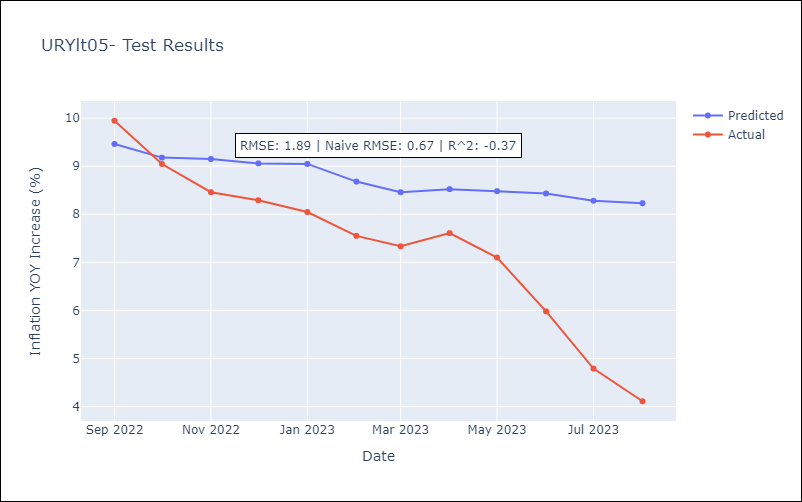 URYlt05- Test Results
Predicted
Actual
RMSE: 1.89 | Naive RMSE: 0.67 | R^2: -0.37
Inflation YOY Increase (%)
10
9
8
7
6
5
4
Sep 2022 Nov 2022 Jan 2023 Mar 2023 May 2023 Jul 2023
Date